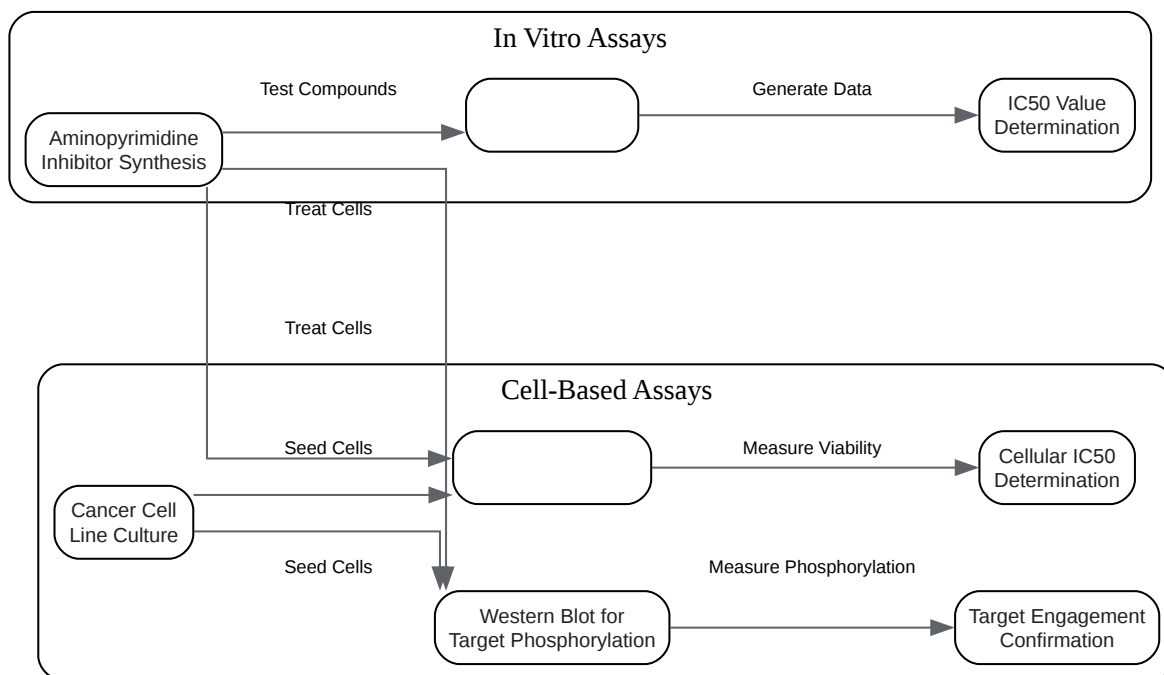 In Vitro Assays
Test Compounds
Generate Data
IC50 Value
Determination
Aminopyrimidine
Inhibitor Synthesis
Treat Cells
Treat Cells
Cell-Based Assays
Seed Cells
Measure Viability
Cellular IC50
Determination
Cancer Cell
Line Culture
Seed Cells
Measure Phosphorylation
Western Blot for
Target Phosphorylation
Target Engagement
Confirmation